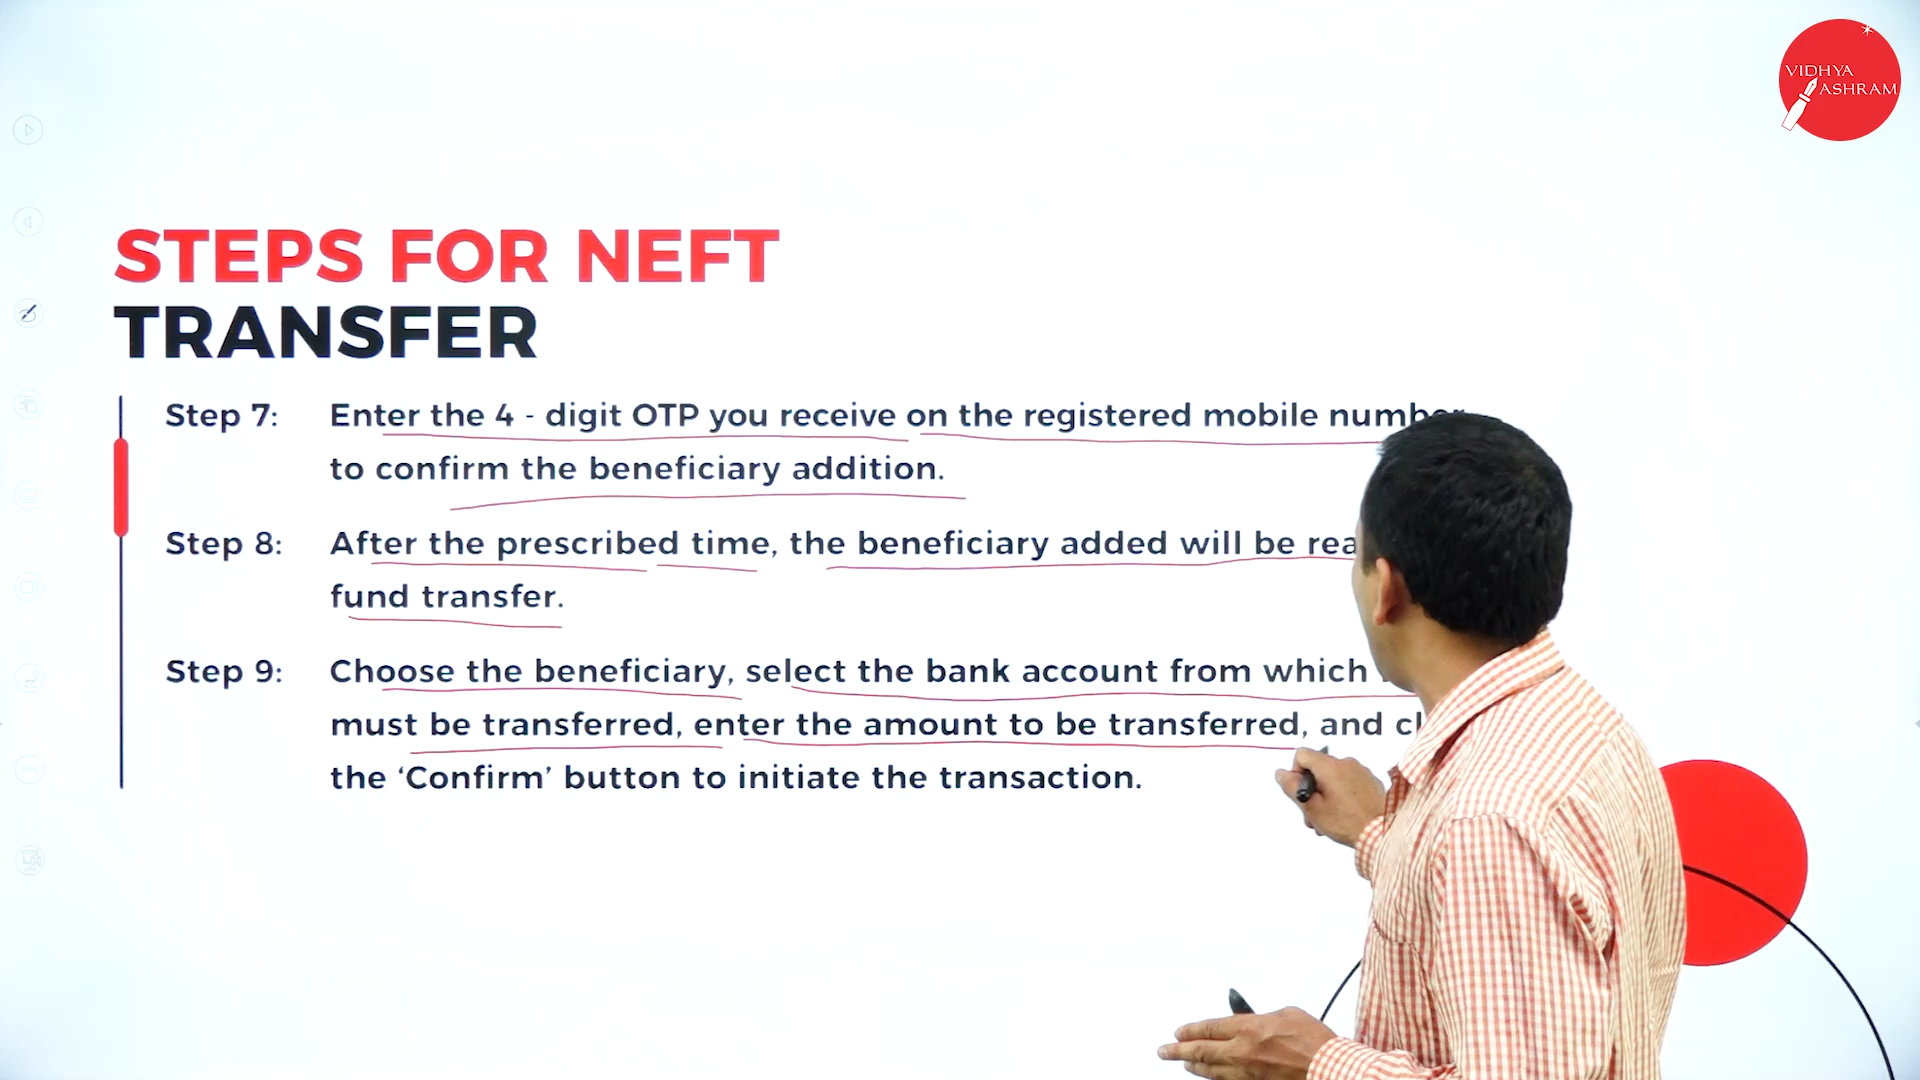 VIDHYA
ASHRAM
STEPS FOR NEFT
TRANSFER
Step 7: Enter the 4 - digit OTP you receive on the registered mobile number
to confirm the beneficiary addition.
Step 8: After the prescribed time, the beneficiary added will be
fund transfer.
Step 9: Choose the beneficiary, select the bank account from which
must be transferred, enter the amount to be transferred, and
the ‘Confirm’ button to initiate the transaction.